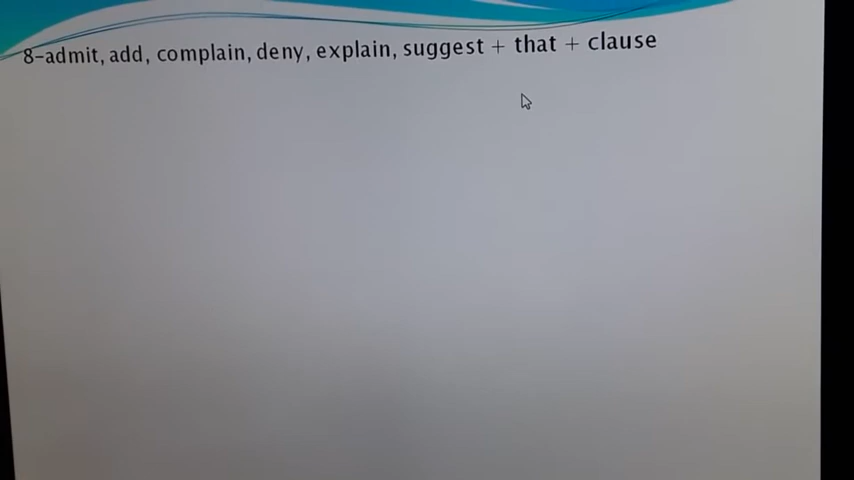 8-admit, add, complain, deny, explain, suggest + that + clause